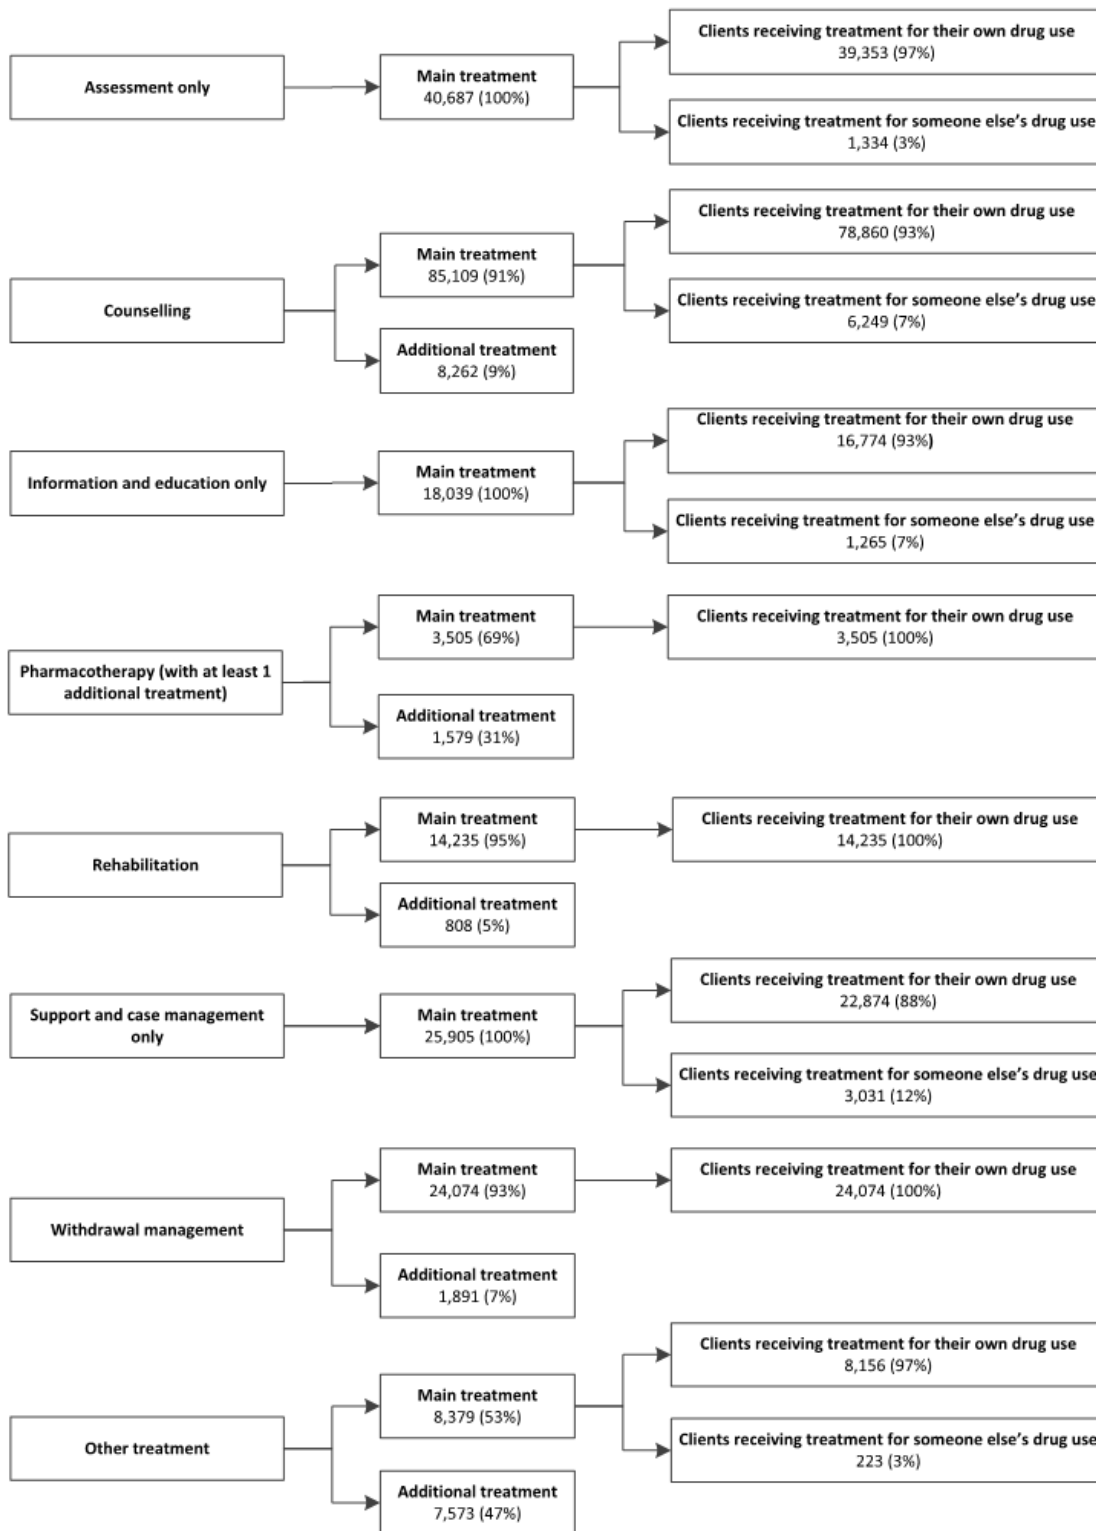 Clients receiving treatment for their own drug use
39,353 (97%)
Assessment only
Main treatment
40,687 (100%)
Clients receiving treatment for someone else's drug use
1,334 (3%)
Clients receiving treatment for their own drug use
78,860 (93%)
Counselling
Main treatment
85,109 (91%)
Clients receiving treatment for someone else's drug use
6,249 (7%)
Additional treatment
8,262 (9%)
Clients receiving treatment for their own drug use
16,774 (93%)
Information and education only
Main treatment
18,039 (100%)
Clients receiving treatment for someone else's drug use
1,265 (7%)
Pharmacotherapy (with at least 1
additional treatment)
Main treatment
3,505 (69%)
Clients receiving treatment for their own drug use
3,505 (100%)
Additional treatment
1,579 (31%)
Rehabilitation
Main treatment
14,235 (95%)
Clients receiving treatment for their own drug use
14,235 (100%)
Additional treatment
808 (5%)
Clients receiving treatment for their own drug use
22,874 (88%)
Support and case management
only
Main treatment
25,905 (100%)
Clients receiving treatment for someone else's drug use
3,031 (12%)
Withdrawal management
Main treatment
24,074 (93%)
Clients receiving treatment for their own drug use
24,074 (100%)
Additional treatment
1,891 (7%)
Clients receiving treatment for their own drug use
8,156 (97%)
Other treatment
Main treatment
8,379 (53%)
Clients receiving treatment for someone else's drug use
223 (3%)
Additional treatment
7,573 (47%)